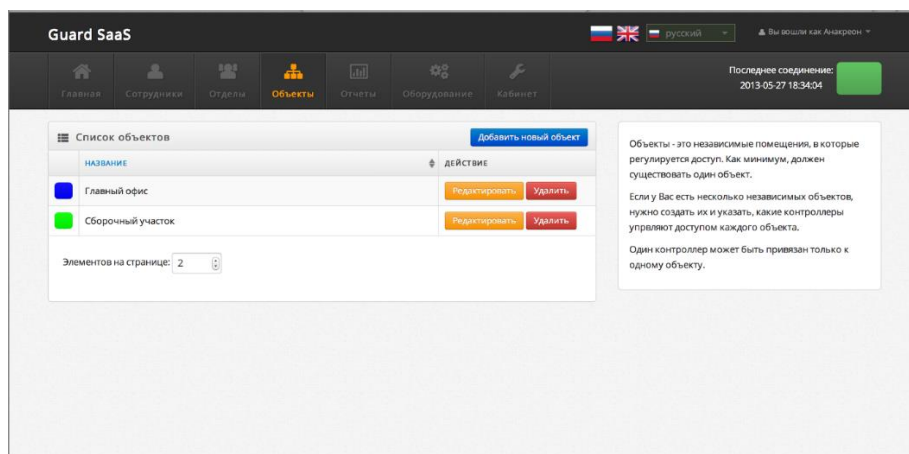 Guard SaaS
русский
Вы вошли как Анакреон
Главная
Сотрудники
Отделы
Объекты
Отчеты
Оборудование
Кабинет
Последнее соединение:
2013-05-27 18:34:04
Список объектов
Добавить новый объект
НАЗВАНИЕ
ДЕЙСТВИЕ
Главный офис
Редактировать
Удалить
Сборочный участок
Редактировать
Удалить
Элементов на странице: 2
Объекты - это независимые помещения, в которые
регулируется доступ. Как минимум, должен
существовать один объект.
Если у Вас есть несколько независимых объектов,
нужно создать их и указать, какие контроллеры
упрвляют доступом каждого объекта.
Один контроллер может быть привязан только к
одному объекту.